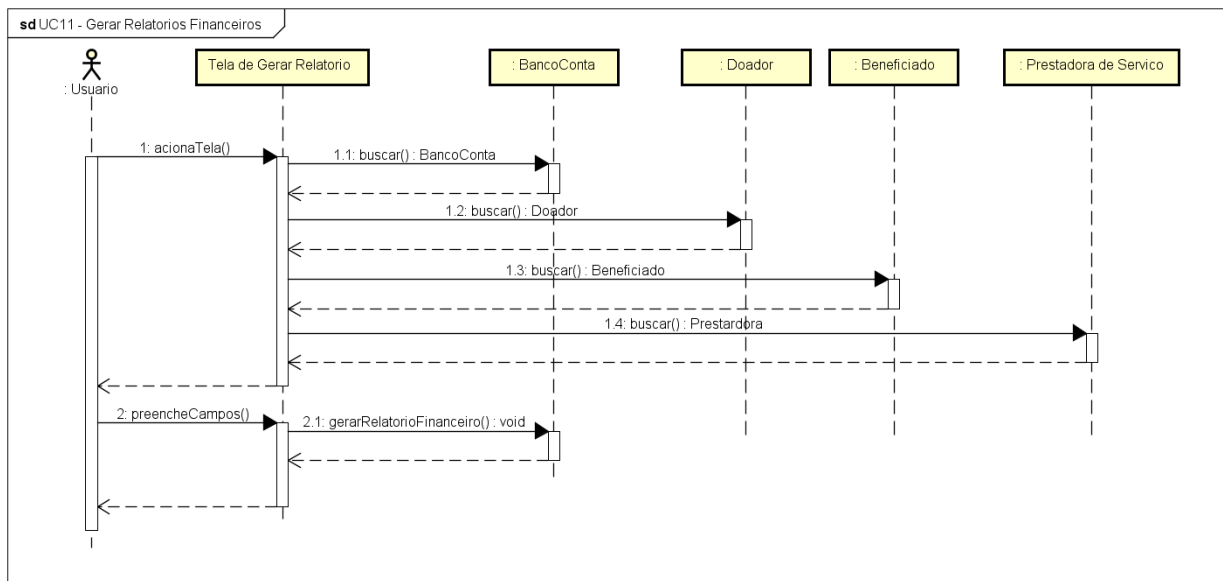 sd UC11 - Gerar Relatorios Financeiros
: Usuario
Tela de Gerar Relatorio
: BancoConta
: Doador
: Beneficiado
: Prestadora de Servico
1: acionaTela()
1.1: buscar() : BancoConta
1.2: buscar() : Doador
1.3: buscar() : Beneficiado
1.4: buscar() : Prestardora
2: preencheCampos()
2.1: gerarRelatorioFinanceiro() : void